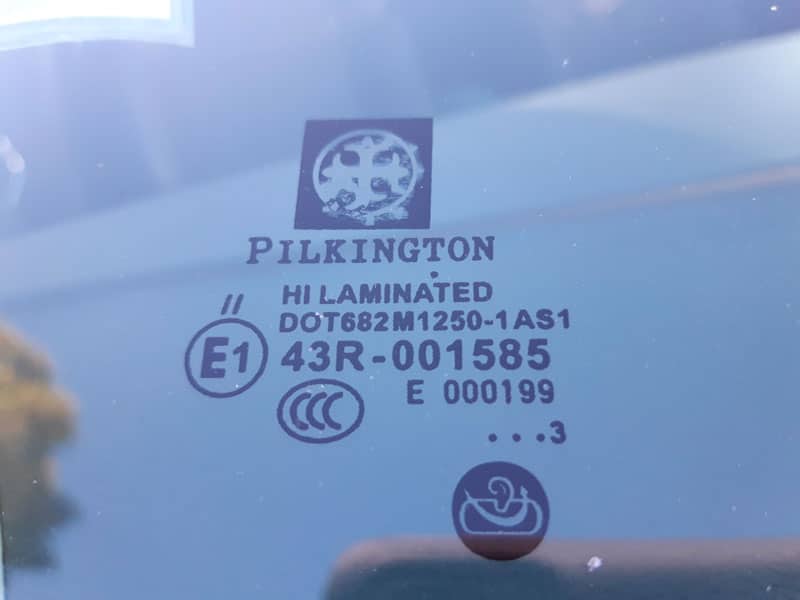 PILKINGTON
HI LAMINATED
//
DOT682M1250-1AS1
E1 43R-001585
E 000199
CCC
...3